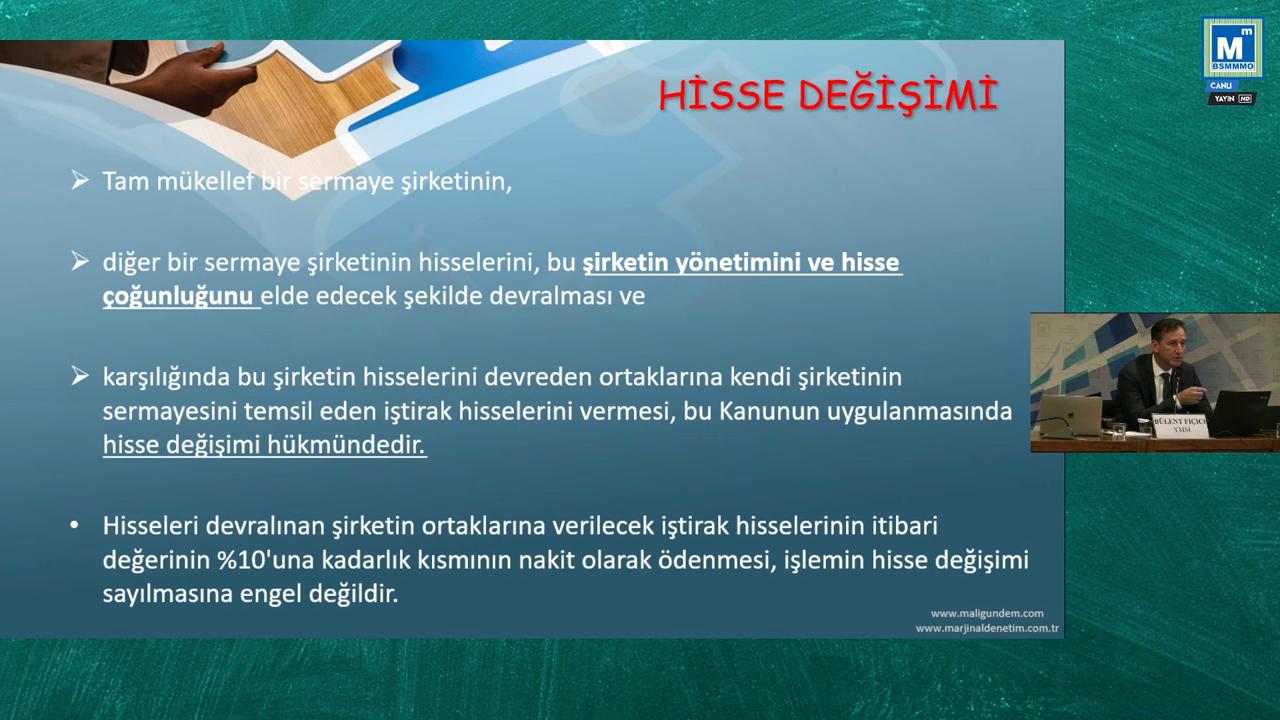 HİSSE DEĞİŞİMİ
Tam mükellef bir sermaye şirketinin,
diğer bir sermaye şirketinin hisselerini, bu şirketin yönetimini ve hisse
çoğunluğunu elde edecek şekilde devralması ve
karşılığında bu şirketin hisselerini devreden ortaklarına kendi şirketinin
sermayesini temsil eden iştirak hisselerini vermesi, bu Kanunun uygulanmasında
hisse değişimi hükmündedir.
Hisseleri devralınan şirketin ortaklarına verilecek iştirak hisselerinin itibari
değerinin %10'una kadarlık kısmının nakit olarak ödenmesi, işlemin hisse değişimi
sayılmasına engel değildir.
www.maligundem.com
www.marjinaldenetim.com.tr
Mm
BSMMMO
CANLI
YAYIN HD
BÜLENT FIÇICI
YMM